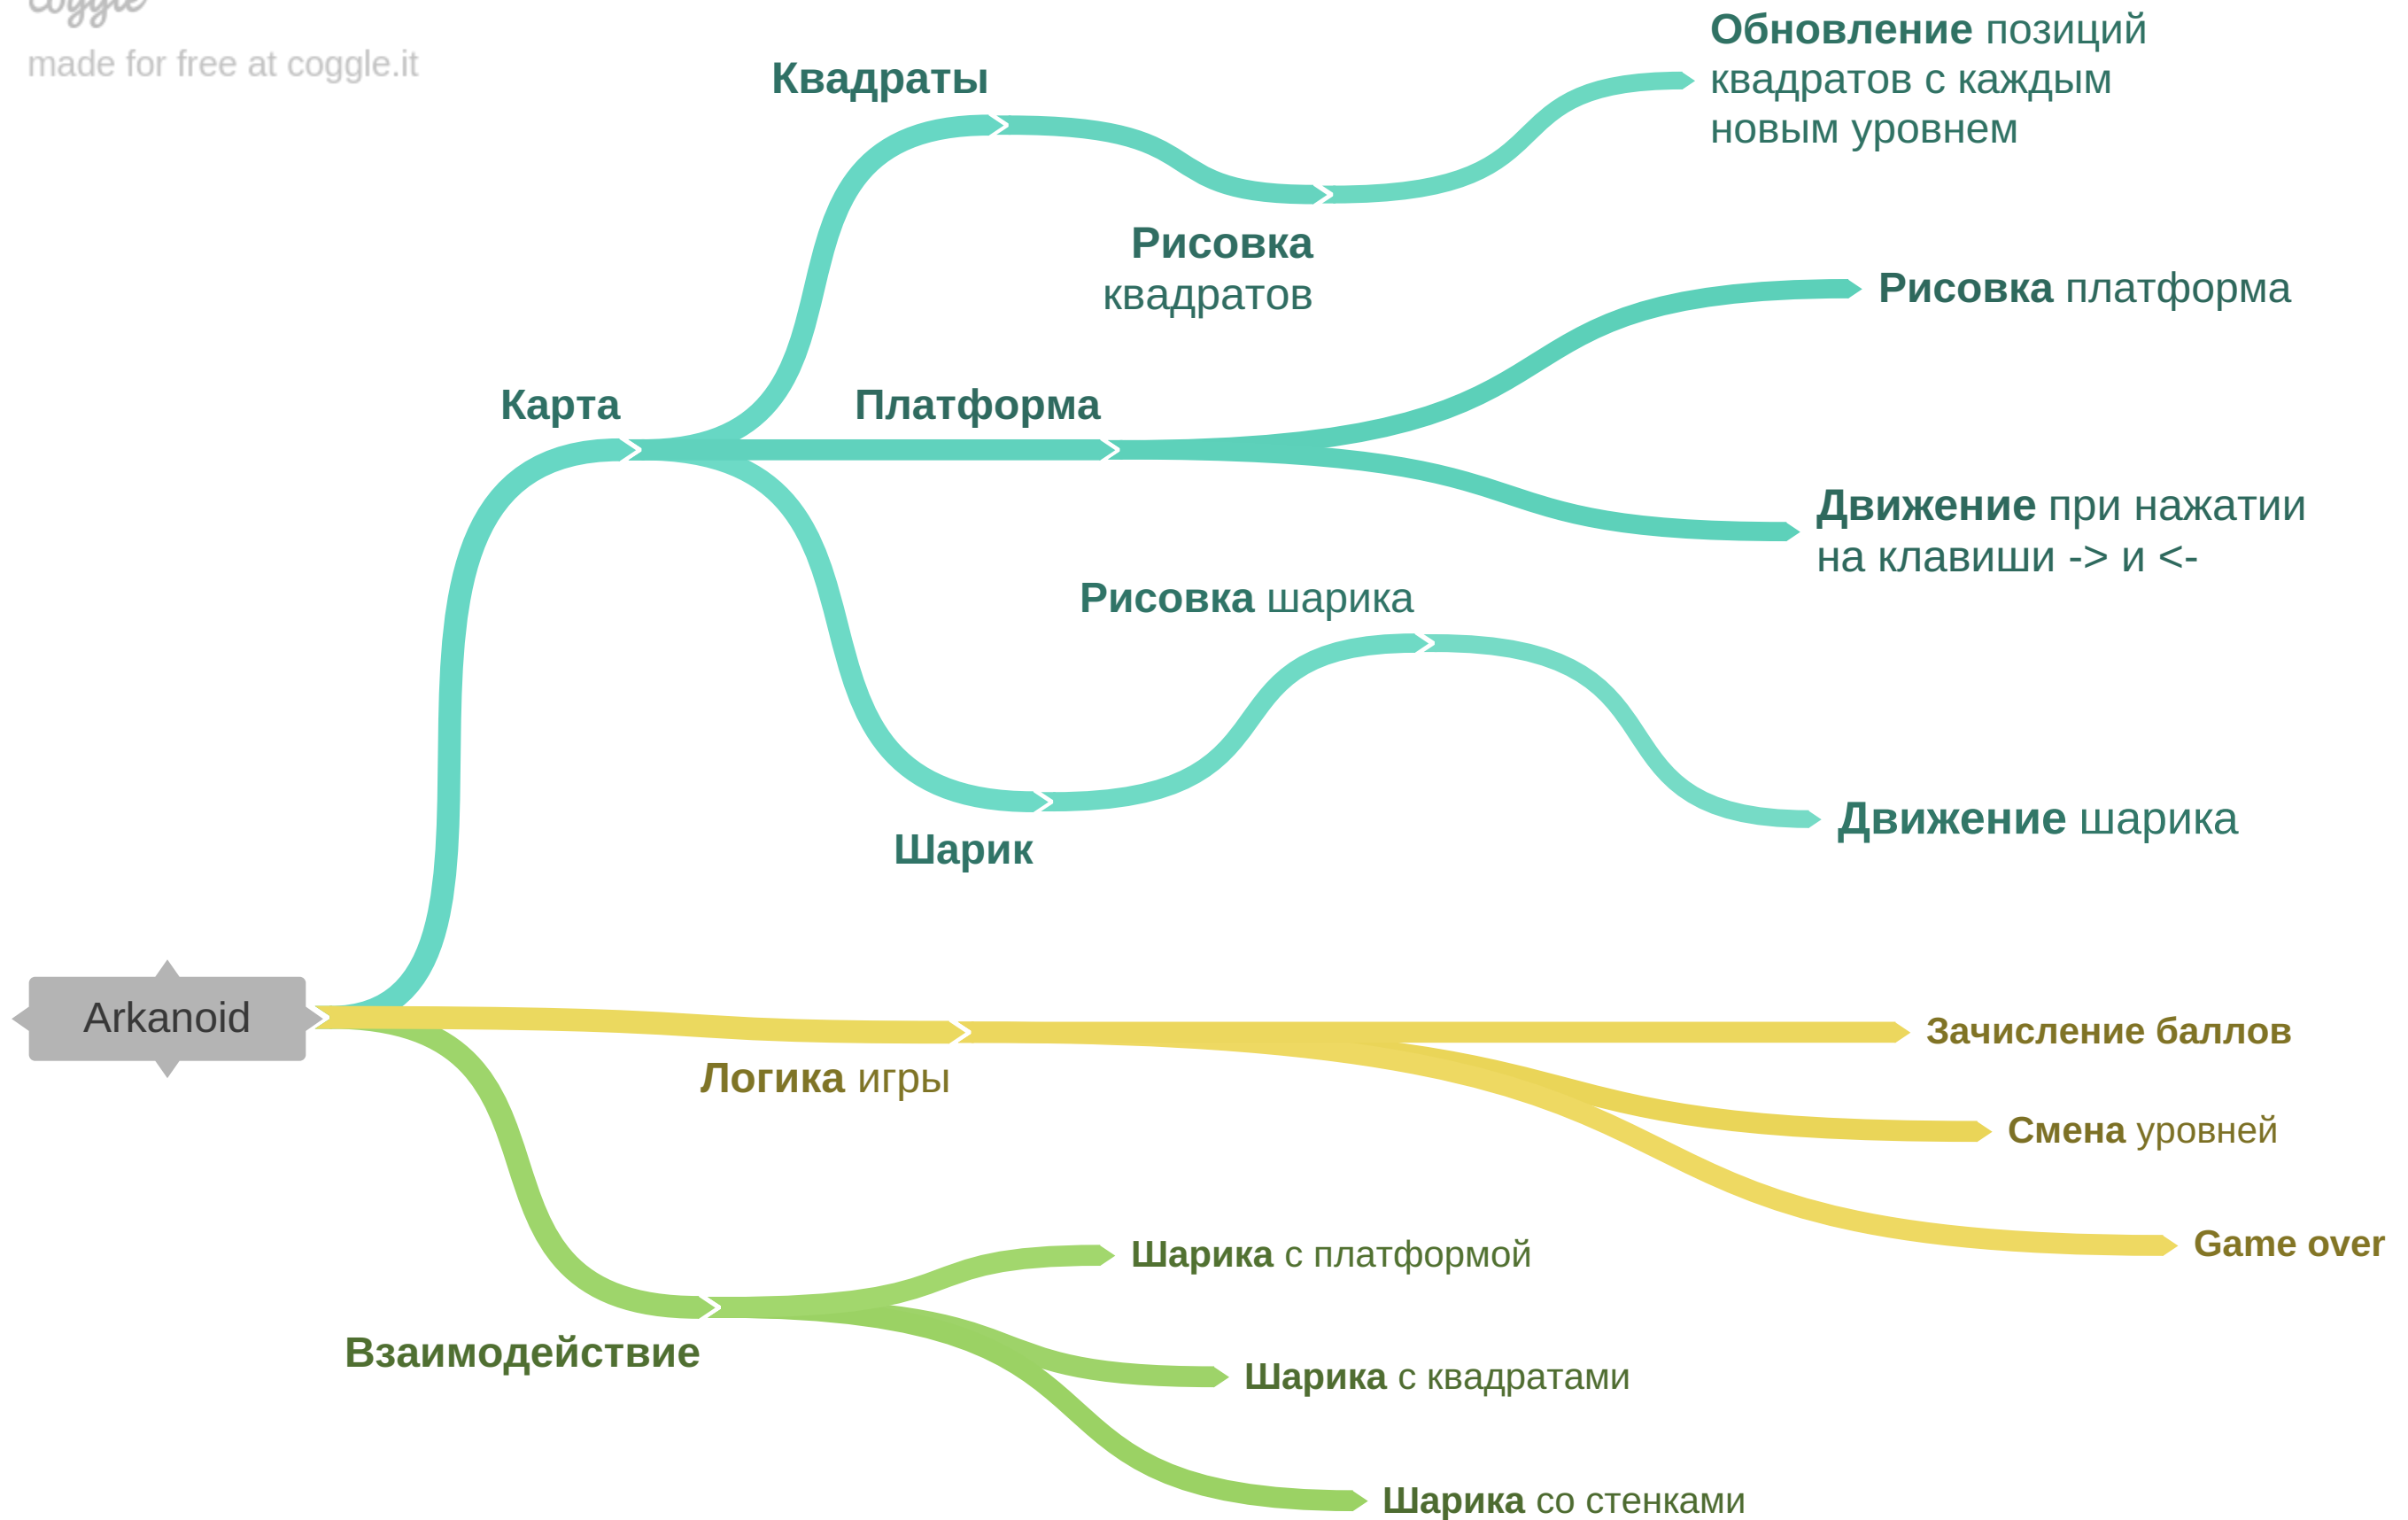 coggle
made for free at coggle.it
Обновление позиций
квадратов с каждым
новым уровнем
Квадраты
Рисовка
квадратов
Рисовка платформа
Карта
Платформа
Движение при нажатии
на клавиши -> и <-
Рисовка шарика
Движение шарика
Шарик
Arkanoid
Зачисление баллов
Логика игры
Смена уровней
Game over
Шарика с платформой
Взаимодействие
Шарика с квадратами
Шарика со стенками